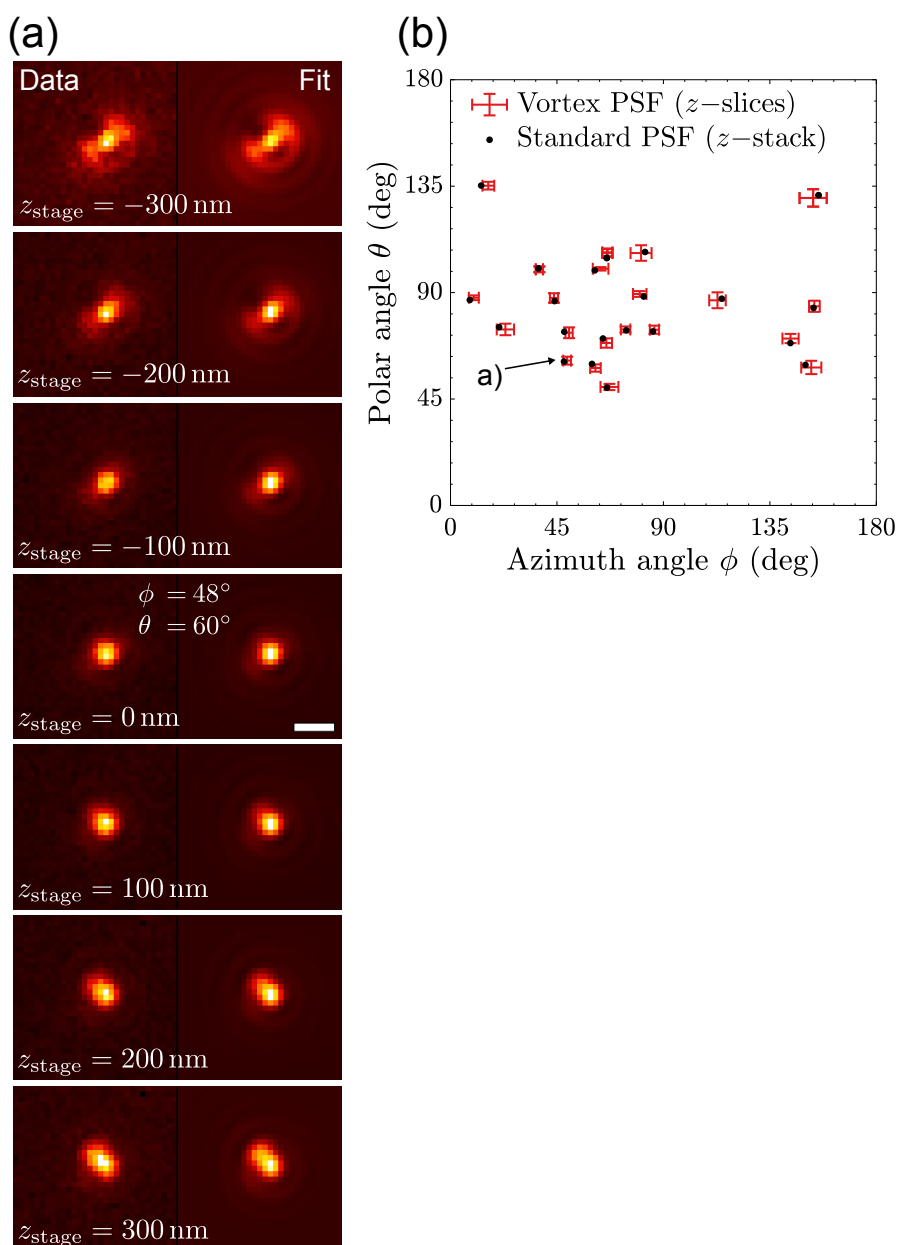 (a)
Data Fit
z_stage = −300 nm
z_stage = −200 nm
z_stage = −100 nm
ϕ = 48°
θ = 60°
z_stage = 0 nm
z_stage = 100 nm
z_stage = 200 nm
z_stage = 300 nm
(b)
180
135
90
45
0
Polar angle θ (deg)
Vortex PSF (z−slices)
Standard PSF (z−stack)
a)
0 45 90 135 180
Azimuth angle ϕ (deg)